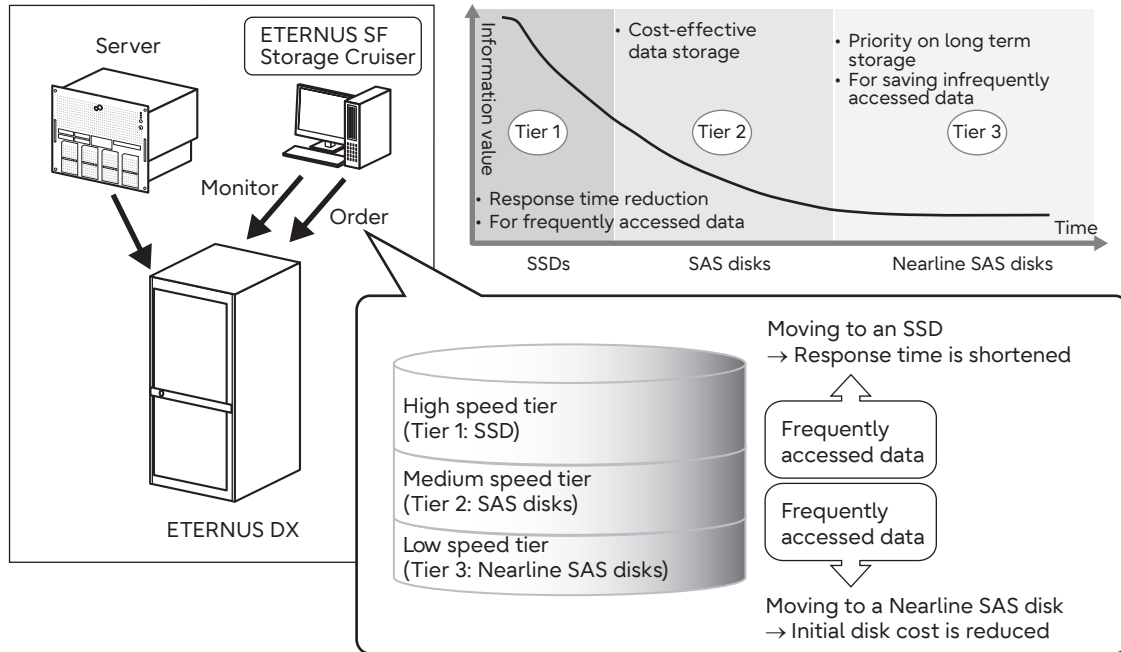 Server
ETERNUS SF
Storage Cruiser
Monitor
Order
ETERNUS DX
Information value
• Cost-effective
data storage
• Priority on long term
storage
• For saving infrequently
accessed data
Tier 1
Tier 2
Tier 3
• Response time reduction
• For frequently accessed data
Time
SSDs
SAS disks
Nearline SAS disks
High speed tier
(Tier 1: SSD)
Medium speed tier
(Tier 2: SAS disks)
Low speed tier
(Tier 3: Nearline SAS disks)
Moving to an SSD
→ Response time is shortened
Frequently
accessed data
Frequently
accessed data
Moving to a Nearline SAS disk
→ Initial disk cost is reduced